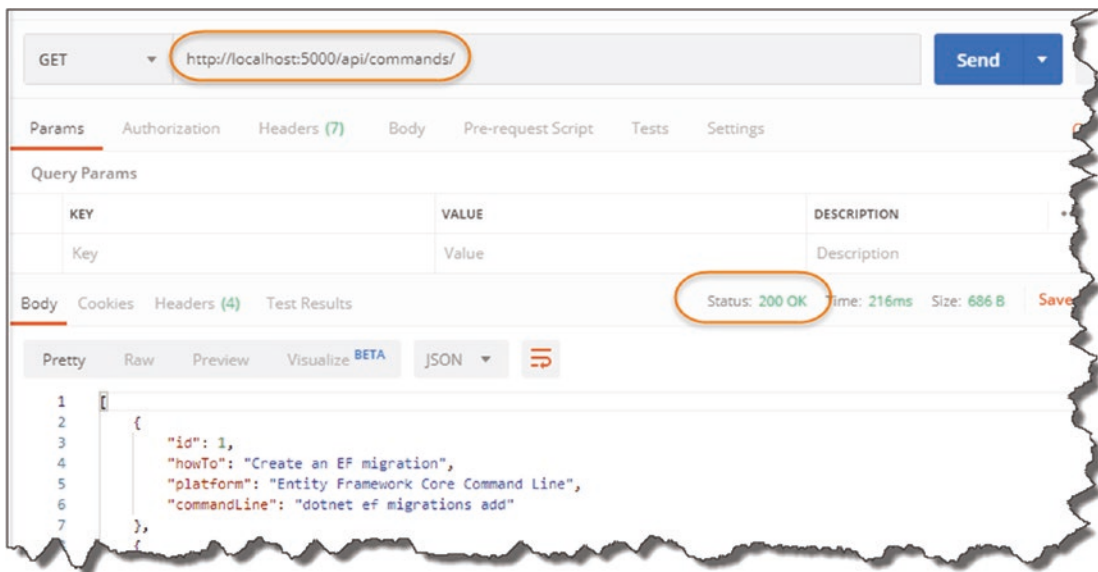 GET http://localhost:5000/api/commands/ Send
Params Authorization Headers (7) Body Pre-request Script Tests Settings
Query Params
KEY VALUE DESCRIPTION
Key Value Description
Body Cookies Headers (4) Test Results Status: 200 OK Time: 216ms Size: 686 B Save
Pretty Raw Preview Visualize BETA JSON
1 [
2 {
3 "id": 1,
4 "howTo": "Create an EF migration",
5 "platform": "Entity Framework Core Command Line",
6 "commandLine": "dotnet ef migrations add"
7 },
{